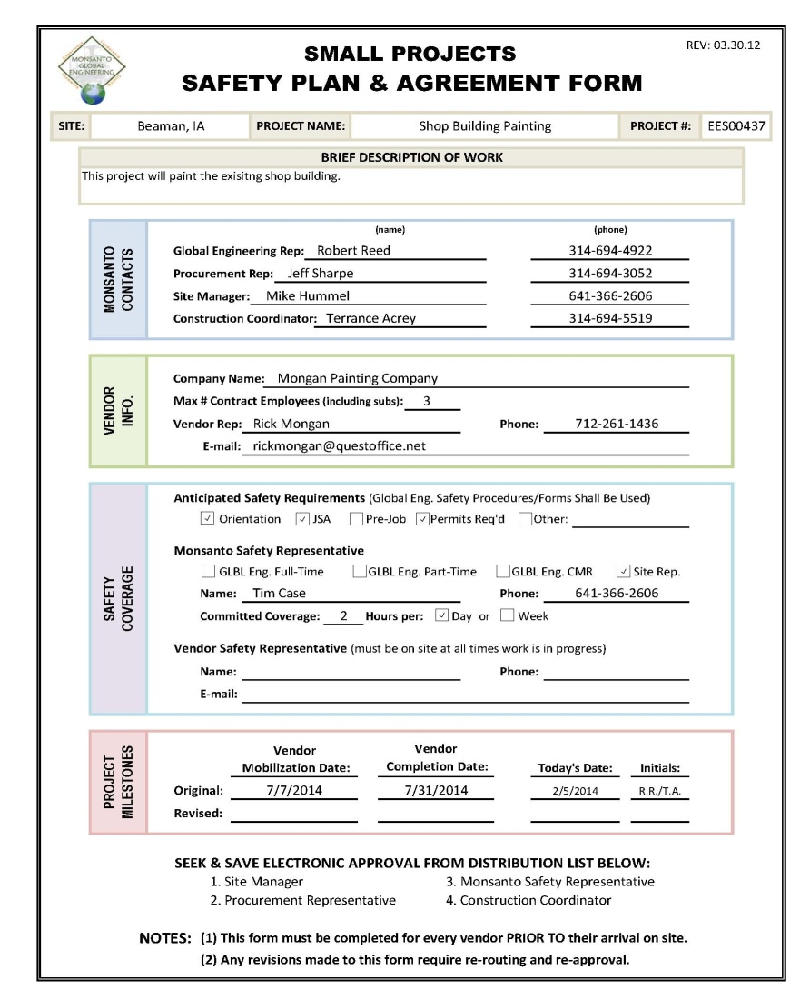 MONSANTO
GLOBAL
ENGINEERING
REV: 03.30.12
SMALL PROJECTS
SAFETY PLAN & AGREEMENT FORM
SITE: Beaman, IA PROJECT NAME: Shop Building Painting PROJECT #: EES00437
BRIEF DESCRIPTION OF WORK
This project will paint the exisitng shop building.
MONSANTO
CONTACTS
(name) (phone)
Global Engineering Rep: Robert Reed 314-694-4922
Procurement Rep: Jeff Sharpe 314-694-3052
Site Manager: Mike Hummel 641-366-2606
Construction Coordinator: Terrance Acrey 314-694-5519
VENDOR
INFO.
Company Name: Mongan Painting Company
Max # Contract Employees (including subs): 3
Vendor Rep: Rick Mongan Phone: 712-261-1436
E-mail: rickmongan@questoffice.net
SAFETY
COVERAGE
Anticipated Safety Requirements (Global Eng. Safety Procedures/Forms Shall Be Used)
✓ Orientation ✓ JSA Pre-Job ✓ Permits Req'd Other:
Monsanto Safety Representative
GLBL Eng. Full-Time GLBL Eng. Part-Time GLBL Eng. CMR ✓ Site Rep.
Name: Tim Case Phone: 641-366-2606
Committed Coverage: 2 Hours per: ✓ Day or Week
Vendor Safety Representative (must be on site at all times work is in progress)
Name: Phone:
E-mail:
PROJECT
MILESTONES
Vendor Vendor
Mobilization Date: Completion Date: Today's Date: Initials:
Original: 7/7/2014 7/31/2014 2/5/2014 R.R./T.A.
Revised:
SEEK & SAVE ELECTRONIC APPROVAL FROM DISTRIBUTION LIST BELOW:
1. Site Manager 3. Monsanto Safety Representative
2. Procurement Representative 4. Construction Coordinator
NOTES: (1) This form must be completed for every vendor PRIOR TO their arrival on site.
(2) Any revisions made to this form require re-routing and re-approval.